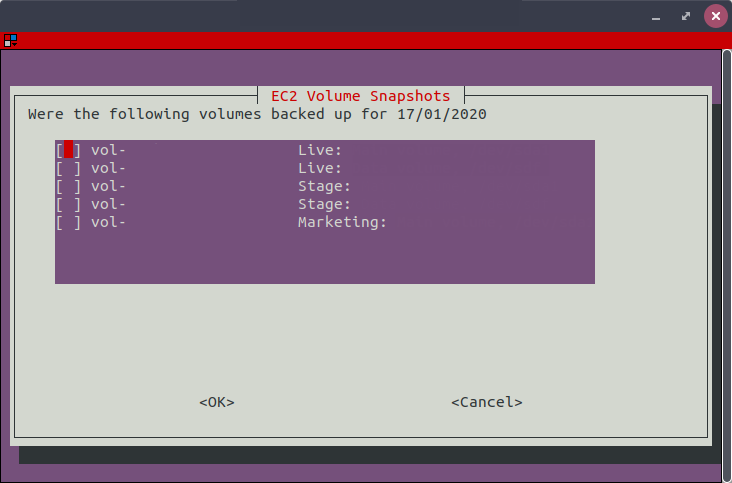 EC2 Volume Snapshots
Were the following volumes backed up for 17/01/2020
[ ] vol- Live:
[ ] vol- Live:
[ ] vol- Stage:
[ ] vol- Stage:
[ ] vol- Marketing:
<OK> <Cancel>